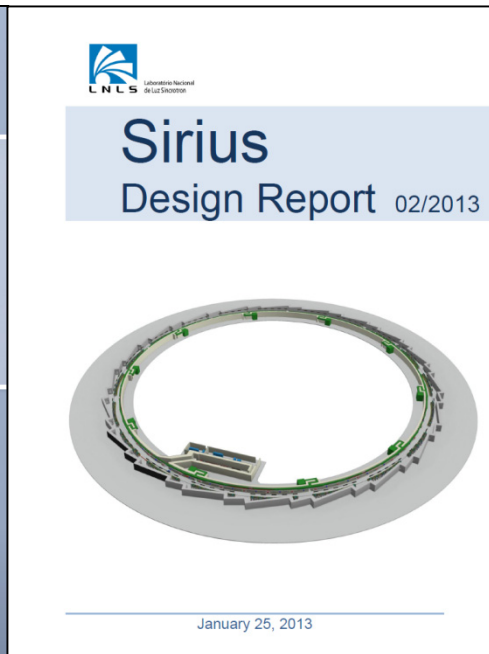 LNLS
Laboratório Nacional
de Luz Síncrotron
Sirius
Design Report 02/2013
January 25, 2013